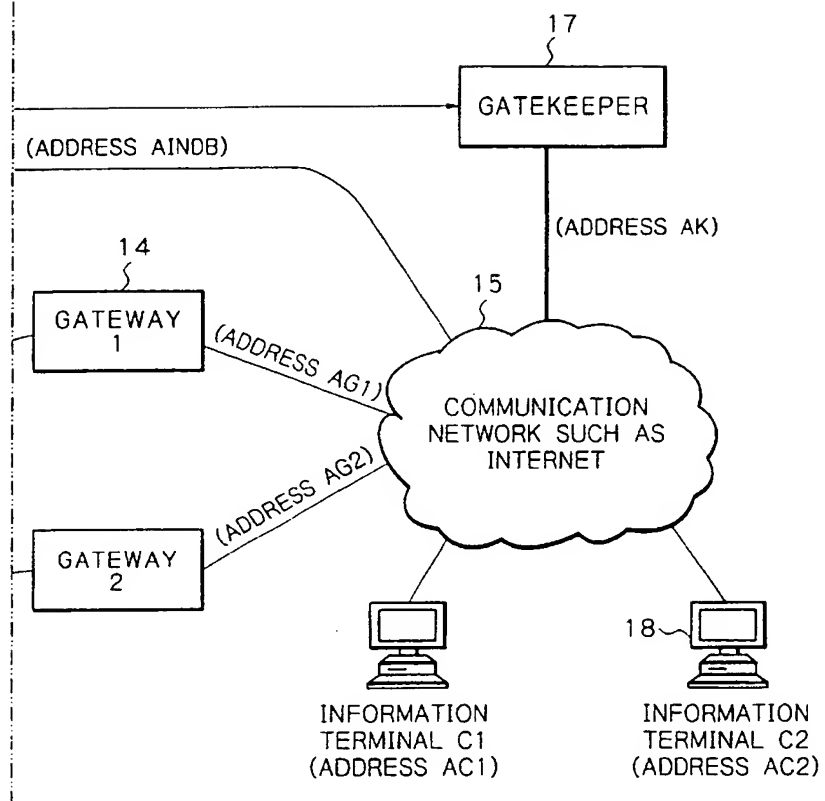 17
GATEKEEPER
(ADDRESS AINDB)
(ADDRESS AK)
14
15
GATEWAY
1
(ADDRESS AG1)
COMMUNICATION
NETWORK SUCH AS
INTERNET
(ADDRESS AG2)
GATEWAY
2
18
INFORMATION
TERMINAL C1
(ADDRESS AC1)
INFORMATION
TERMINAL C2
(ADDRESS AC2)